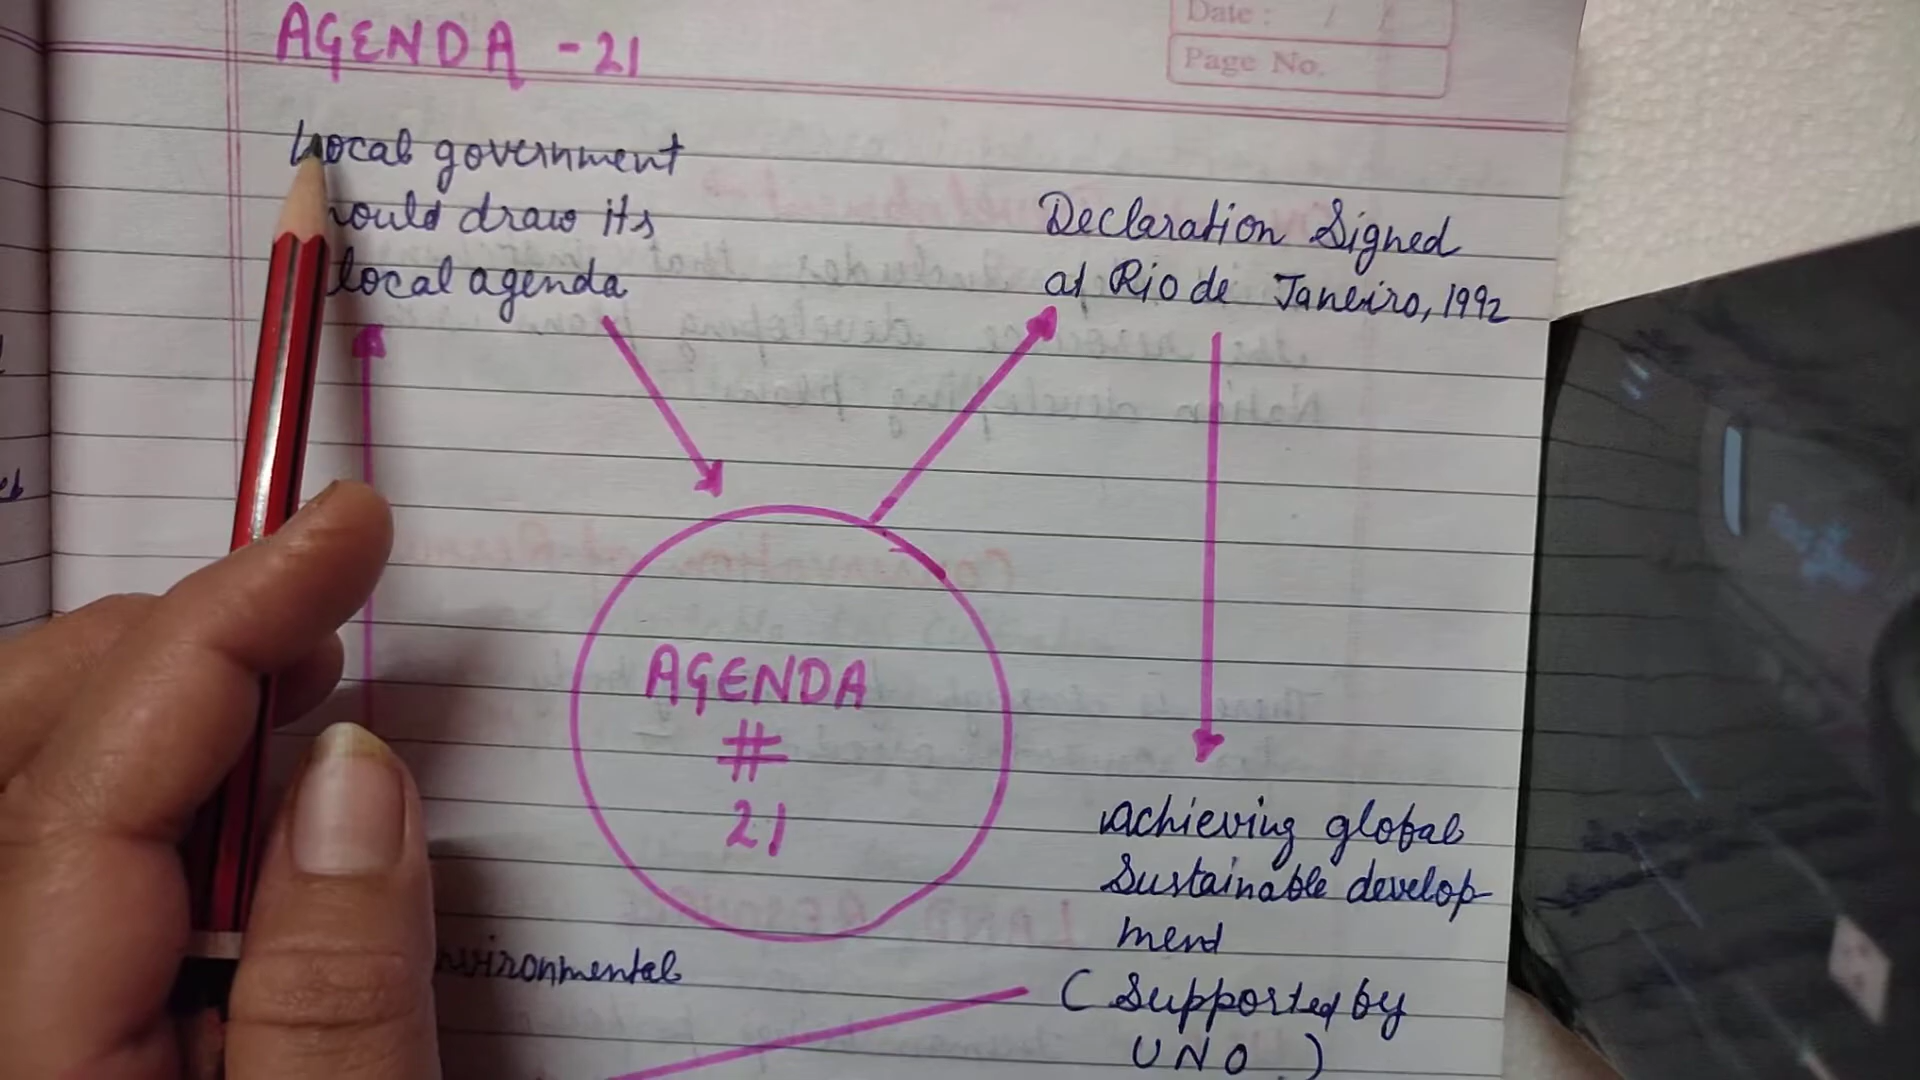 AGENDA - 21
Date : / /
Page No.
Local government
would draw its
local agenda
Declaration Signed
at Rio de Janeiro, 1992
AGENDA
#
21
achieving global
Sustainable develop-
ment
(Supported by
UNO)